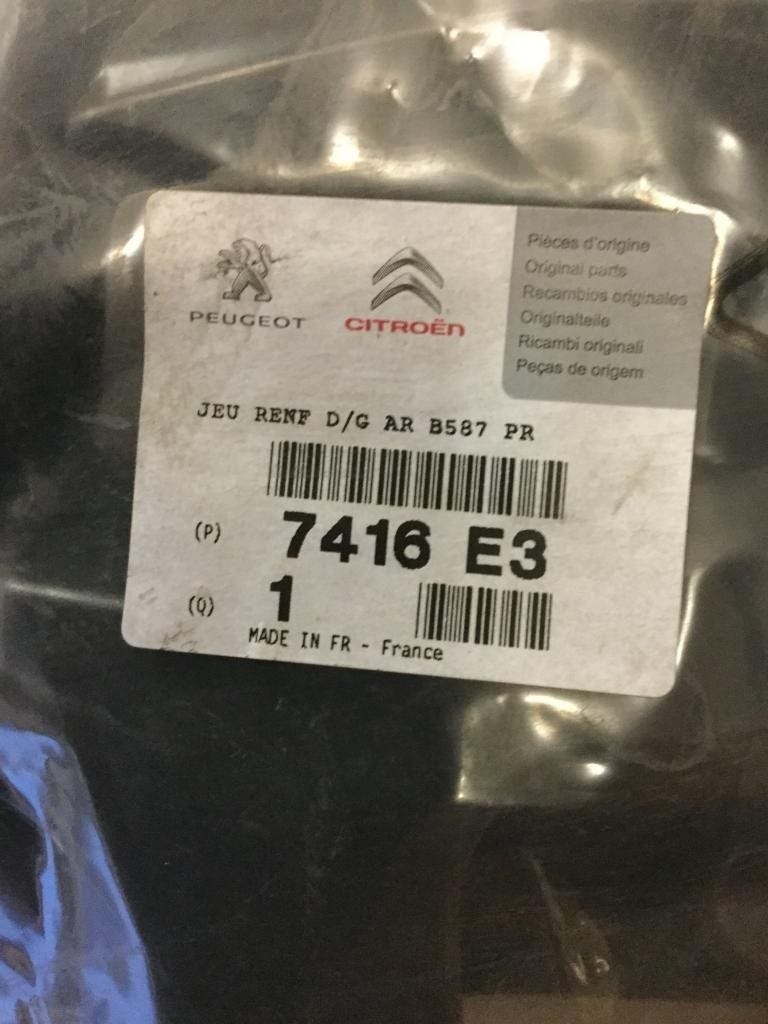 PEUGEOT
CITROËN
Pièces d'origine
Original parts
Recambios originales
Originalteile
Ricambi originali
Peças de origem
JEU RENF D/G AR B587 PR
(P) 7416 E3
(Q) 1
MADE IN FR - France